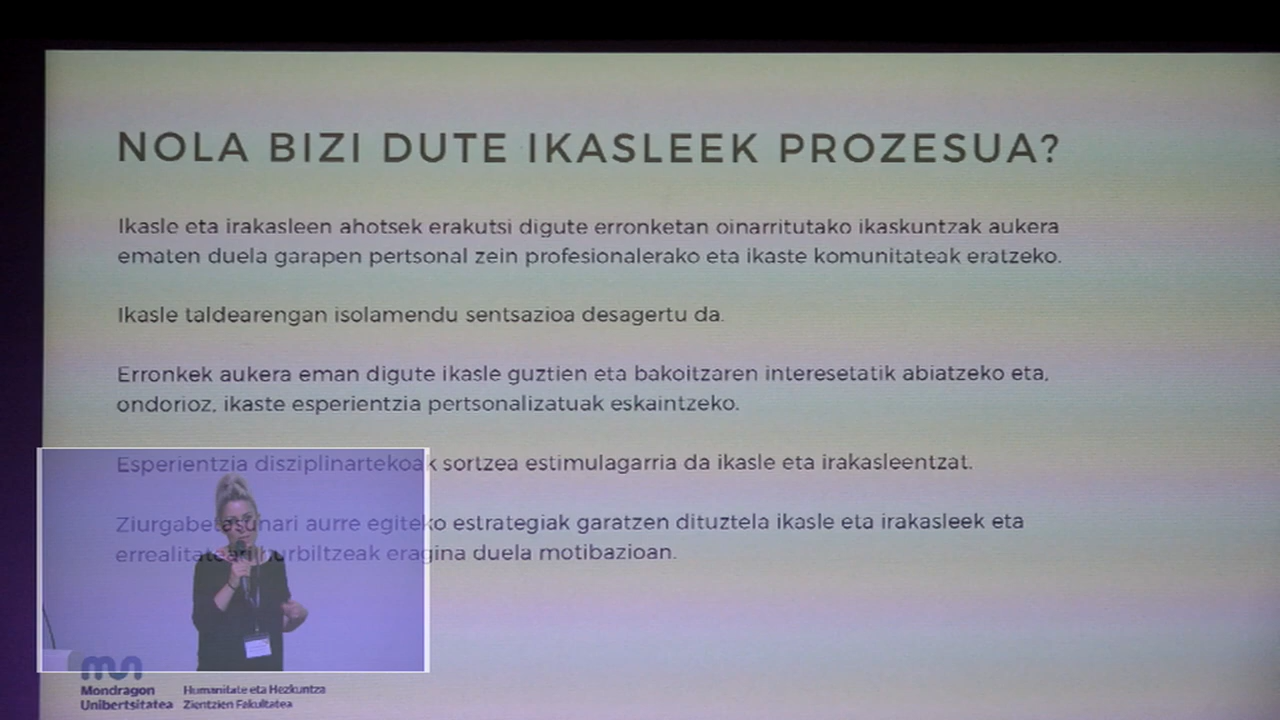 NOLA BIZI DUTE IKASLEEK PROZESUA?
Ikasle eta irakasleen ahotsek erakutsi digute erronketan oinarritutako ikaskuntzak aukera
ematen duela garapen pertsonal zein profesionalerako eta ikaste komunitateak eratzeko.
Ikasle taldearengan isolamendu sentsazioa desagertu da.
Erronkek aukera eman digute ikasle guztien eta bakoitzaren interesetatik abiatzeko eta,
ondorioz, ikaste esperientzia pertsonalizatuak eskaintzeko.
Esperientzia disziplinartekoak sortzea estimulagarria da ikasle eta irakasleentzat.
Ziurgabetasunari aurre egiteko estrategiak garatzen dituztela ikasle eta irakasleek eta
errealitateari hurbiltzeak eragina duela motibazioan.
Mondragon
Unibertsitatea
Humanitate eta Hezkuntza
Zientzien Fakultatea